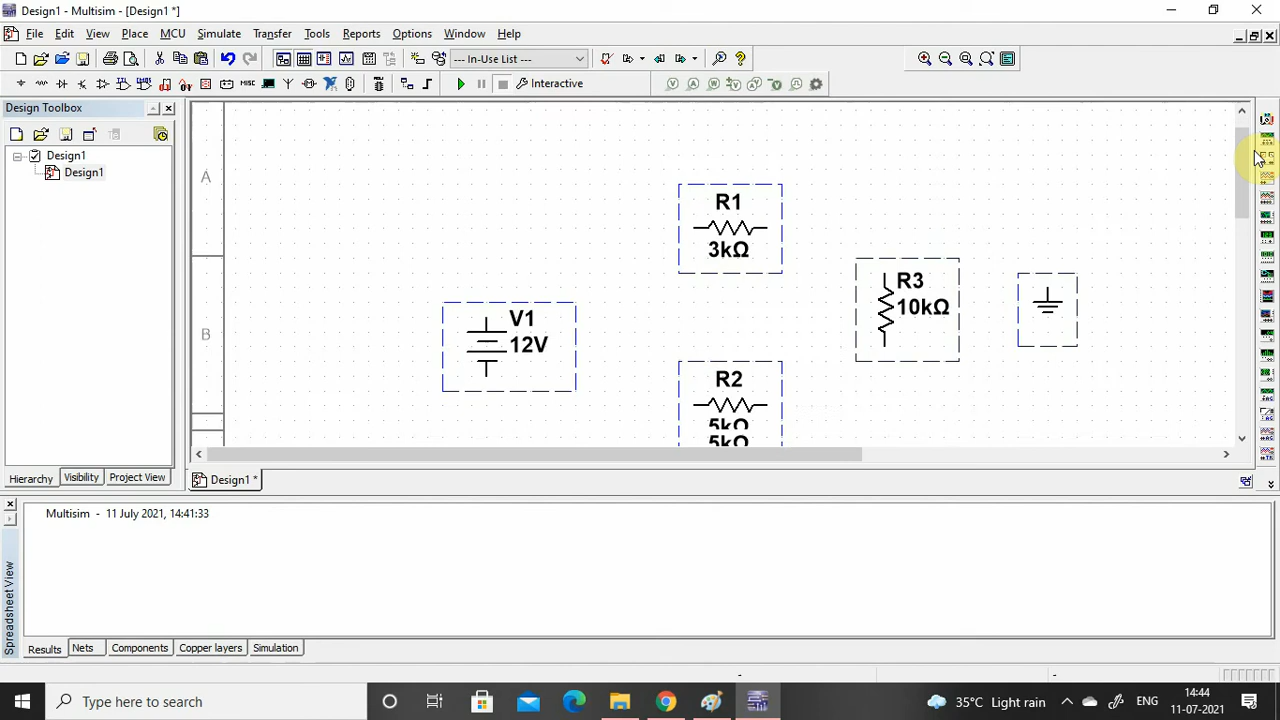 Design1 - Multisim - [Design1 *]
File Edit View Place MCU Simulate Transfer Tools Reports Options Window Help
--- In-Use List ---
Interactive
Design Toolbox
Design1
Design1
A
B
R1
3kΩ
V1
12V
R2
5kΩ
5kΩ
R3
10kΩ
Hierarchy Visibility Project View
Design1 *
Multisim - 11 July 2021, 14:41:33
Spreadsheet View
Results Nets Components Copper layers Simulation
-
-
Type here to search
35°C Light rain
ENG
14:44
11-07-2021